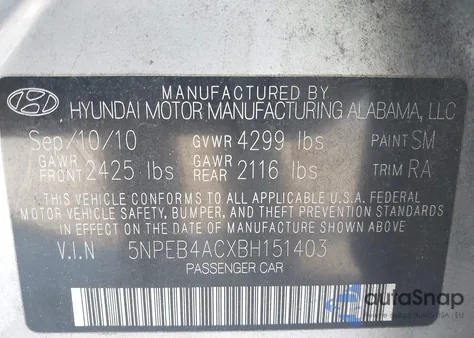 MANUFACTURED BY
HYUNDAI MOTOR MANUFACTURING ALABAMA, LLC
Sep/10/10 GVWR 4299 lbs PAINT SM
GAWR FRONT 2425 lbs GAWR REAR 2116 lbs TRIM RA
THIS VEHICLE CONFORMS TO ALL APPLICABLE U.S.A. FEDERAL
MOTOR VEHICLE SAFETY, BUMPER, AND THEFT PREVENTION STANDARDS
IN EFFECT ON THE DATE OF MANUFACTURE SHOWN ABOVE.
V.I.N 5NPEB4ACXBH151403
PASSENGER CAR
autoSnap